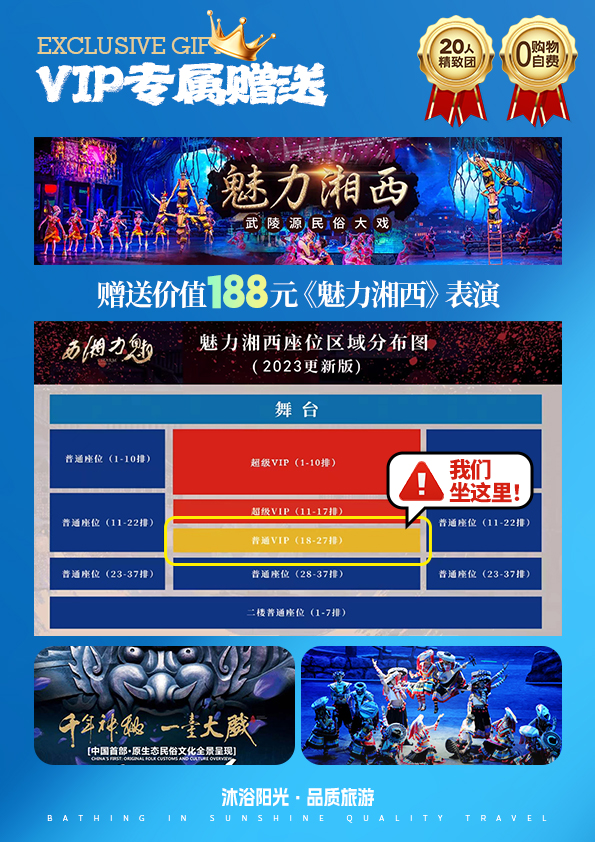 EXCLUSIVE GIF
VIP专属赠送
20人
精致团
0购物
自费
魅力湘西
武陵源民俗大戏
赠送价值188元《魅力湘西》表演
西湘力魅
魅力湘西座位区域分布图
(2023更新版)
舞台
普通座位（1-10排）
超级VIP（1-10排）
我们
坐这里！
普通座位（11-22排）
超级VIP（11-17排）
普通座位（11-22排）
普通VIP（18-27排）
普通座位（23-37排）
普通座位（28-37排）
普通座位（23-37排）
二楼普通座位（1-7排）
千年神秘 一台大戏
[中国首部·原生态民俗文化全景呈现]
CHINA'S FIRST: ORIGINAL FOLK CUSTOMS AND CULTURE OVERVIEW
沐浴阳光·品质旅游
BATHING IN SUNSHINE QUALITY TRAVEL